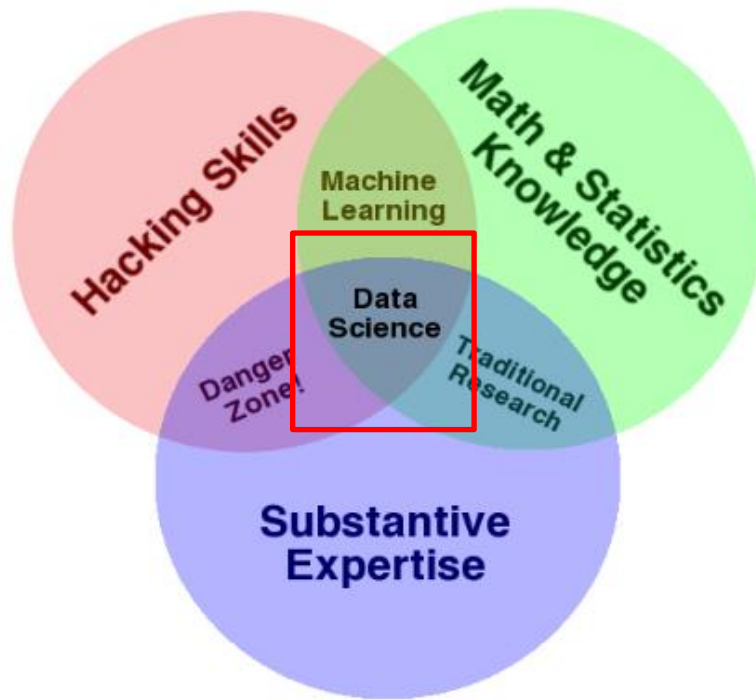 Hacking Skills
Math & Statistics
Knowledge
Machine
Learning
Data
Science
Danger
Zone!
Traditional
Research
Substantive
Expertise